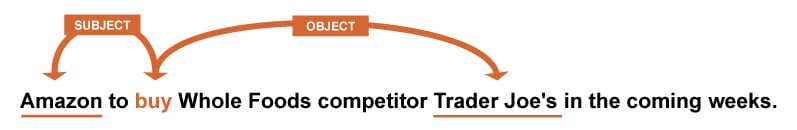 SUBJECT
OBJECT
Amazon to buy Whole Foods competitor Trader Joe's in the coming weeks.